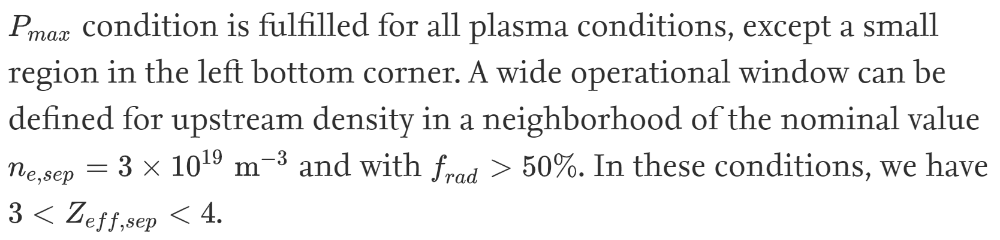 P_{max} condition is fulfilled for all plasma conditions, except a small
region in the left bottom corner. A wide operational window can be
defined for upstream density in a neighborhood of the nominal value
n_{e,sep} = 3 × 10^{19} m^{−3} and with f_{rad} > 50%. In these conditions, we have
3 < Z_{eff,sep} < 4.